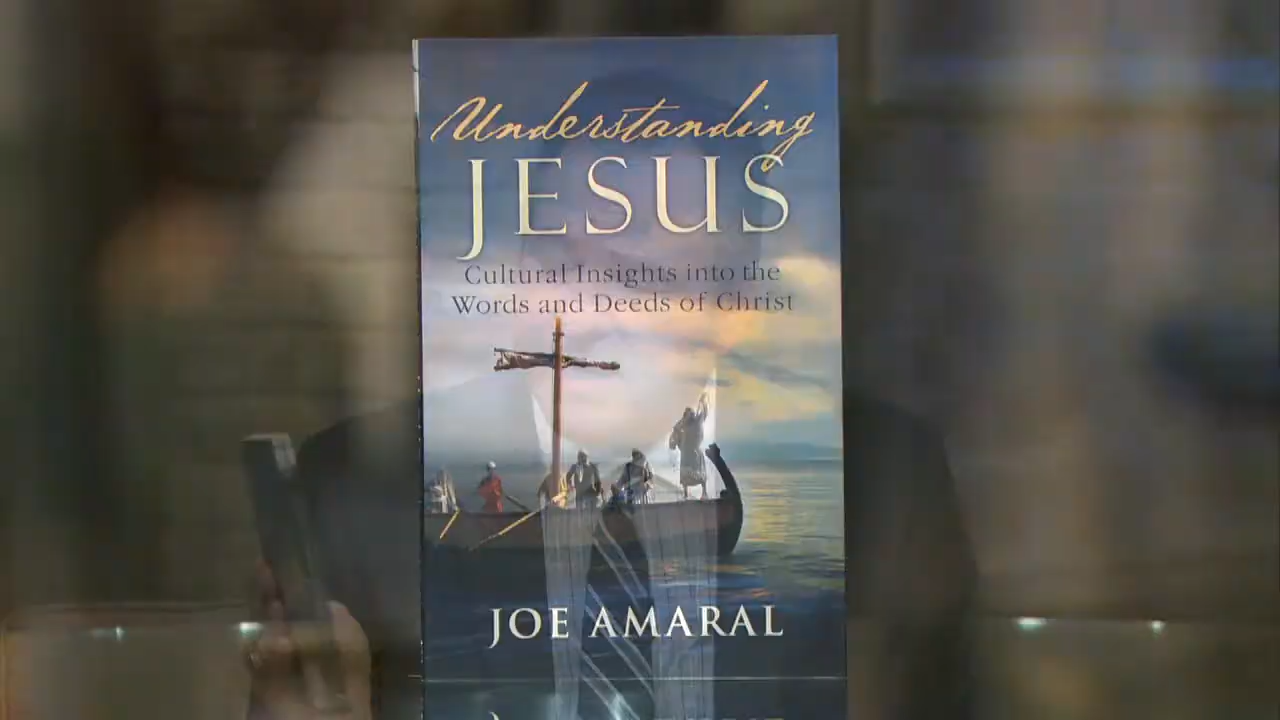 Understanding
JESUS
Cultural Insights into the
Words and Deeds of Christ
JOE AMARAL